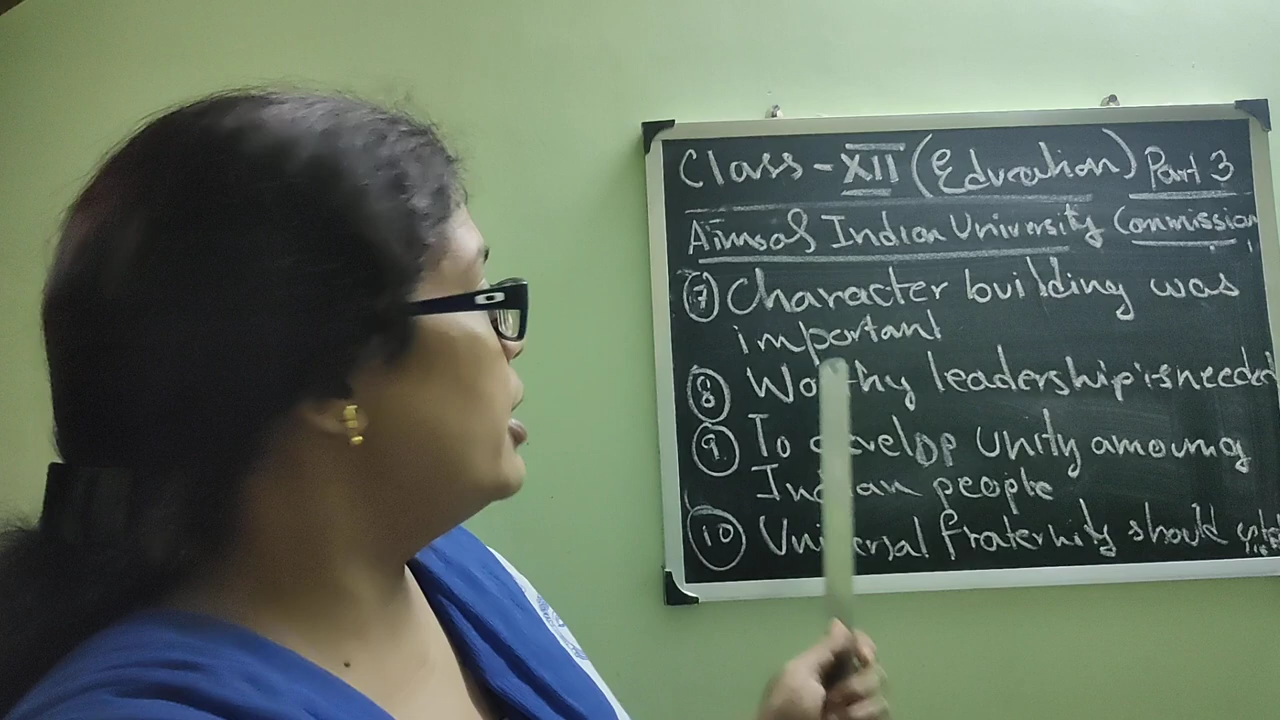 Class - XII (Education) Part 3
Aims of Indian University Commission
7 Character building was
important
8 Worthy leadership is needed
9 To develop unity amoung
Indian people
10 Universal fraternity should